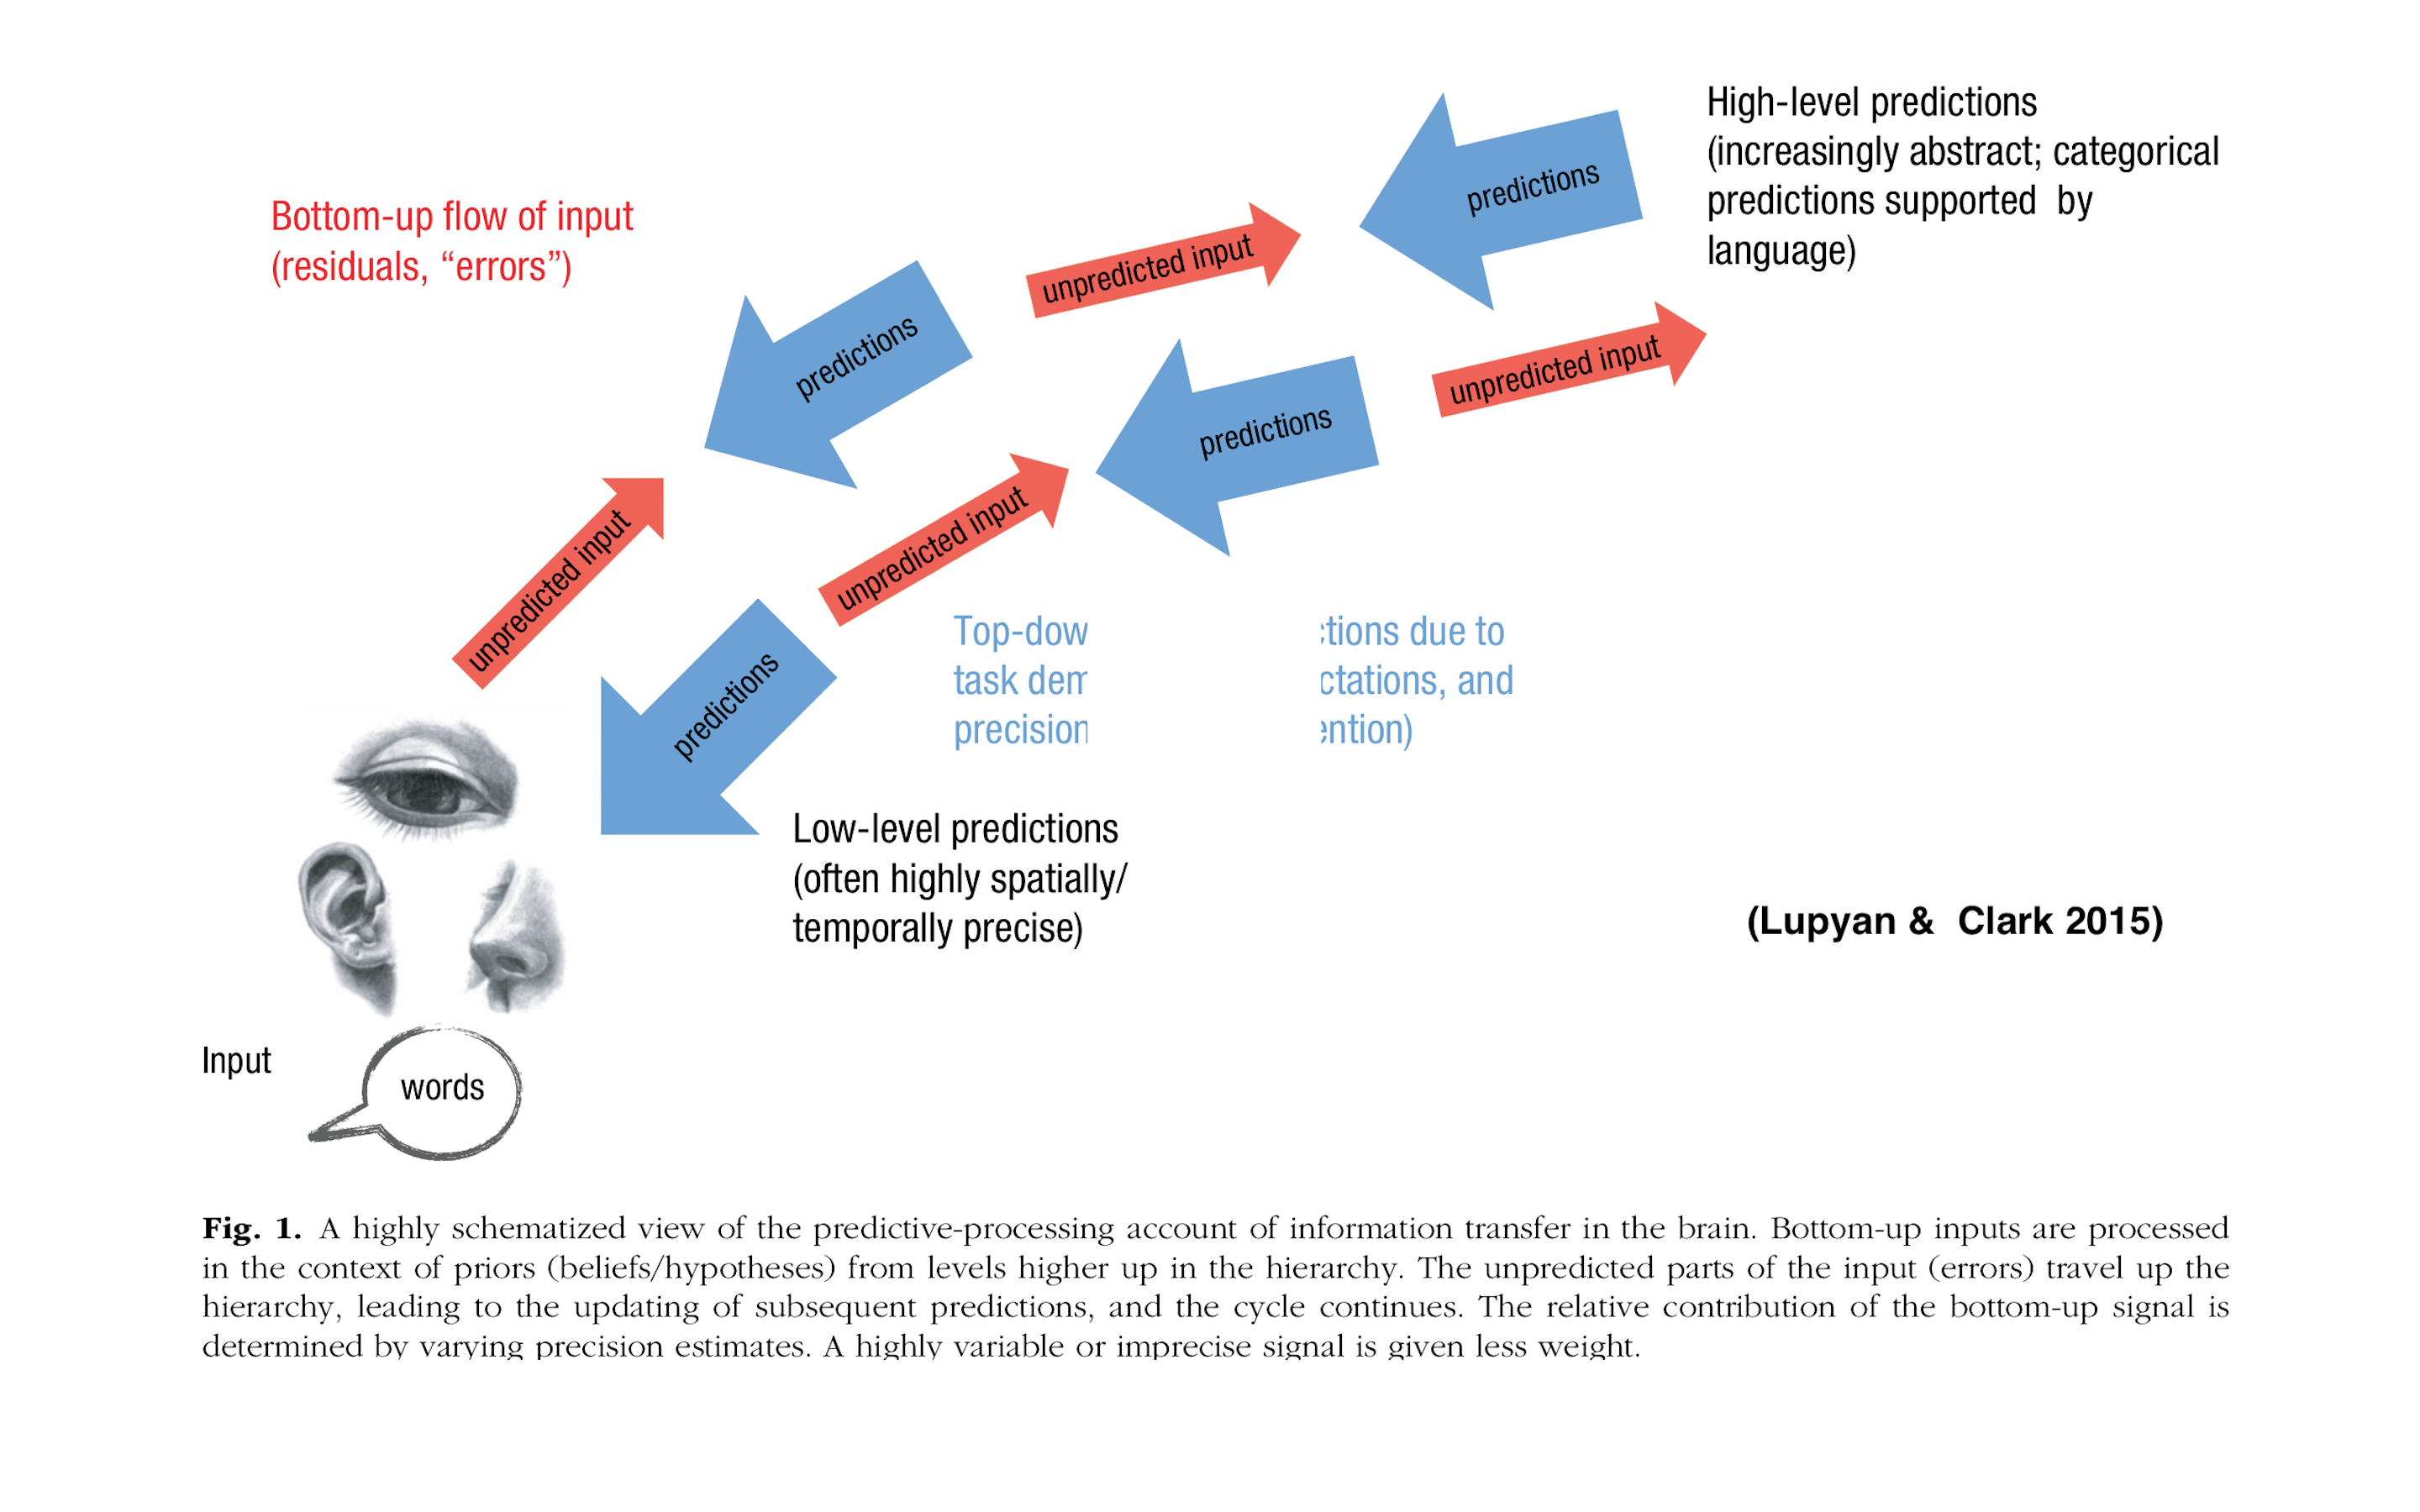 High-level predictions
(increasingly abstract; categorical
predictions supported by
language)
predictions
Bottom-up flow of input
(residuals, “errors”)
unpredicted input
predictions
unpredicted input
predictions
unpredicted input
unpredicted input
predictions
Top-dow
due to
task dem
and
precision
Low-level predictions
(often highly spatially/
temporally precise)
(Lupyan & Clark 2015)
Input
words
Fig. 1. A highly schematized view of the predictive-processing account of information transfer in the brain. Bottom-up inputs are processed
in the context of priors (beliefs/hypotheses) from levels higher up in the hierarchy. The unpredicted parts of the input (errors) travel up the
hierarchy, leading to the updating of subsequent predictions, and the cycle continues. The relative contribution of the bottom-up signal is
determined by varying precision estimates. A highly variable or imprecise signal is given less weight.